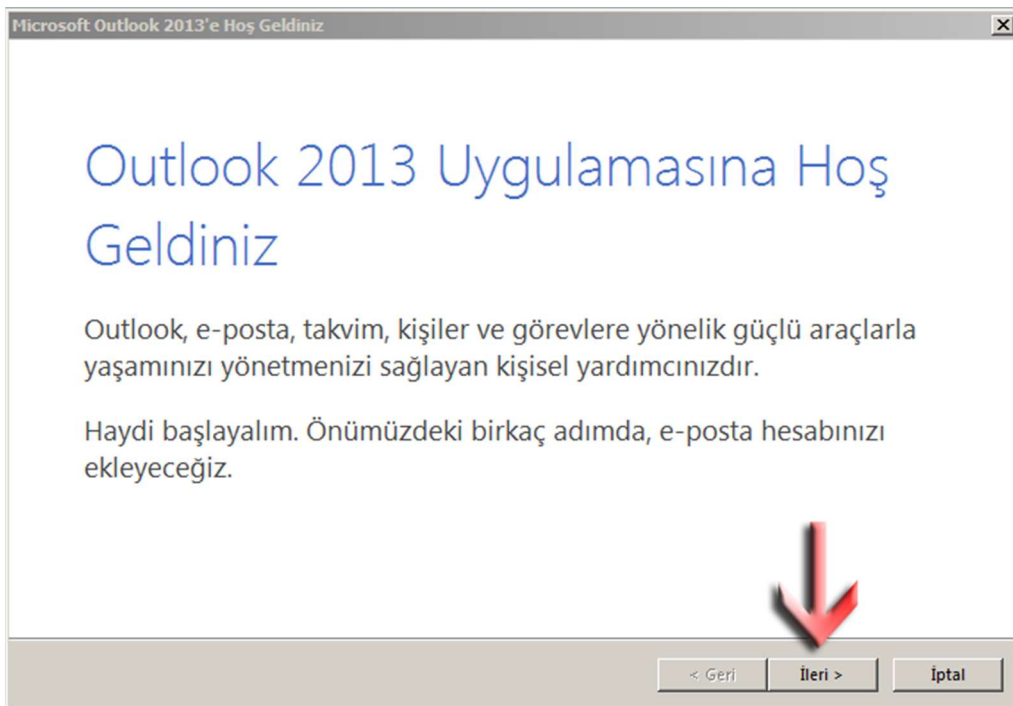 Microsoft Outlook 2013'e Hoş Geldiniz
Outlook 2013 Uygulamasına Hoş
Geldiniz
Outlook, e-posta, takvim, kişiler ve görevlere yönelik güçlü araçlarla
yaşamınızı yönetmenizi sağlayan kişisel yardımcınızdır.
Haydi başlayalım. Önümüzdeki birkaç adımda, e-posta hesabınızı
ekleyeceğiz.
< Geri İleri > İptal